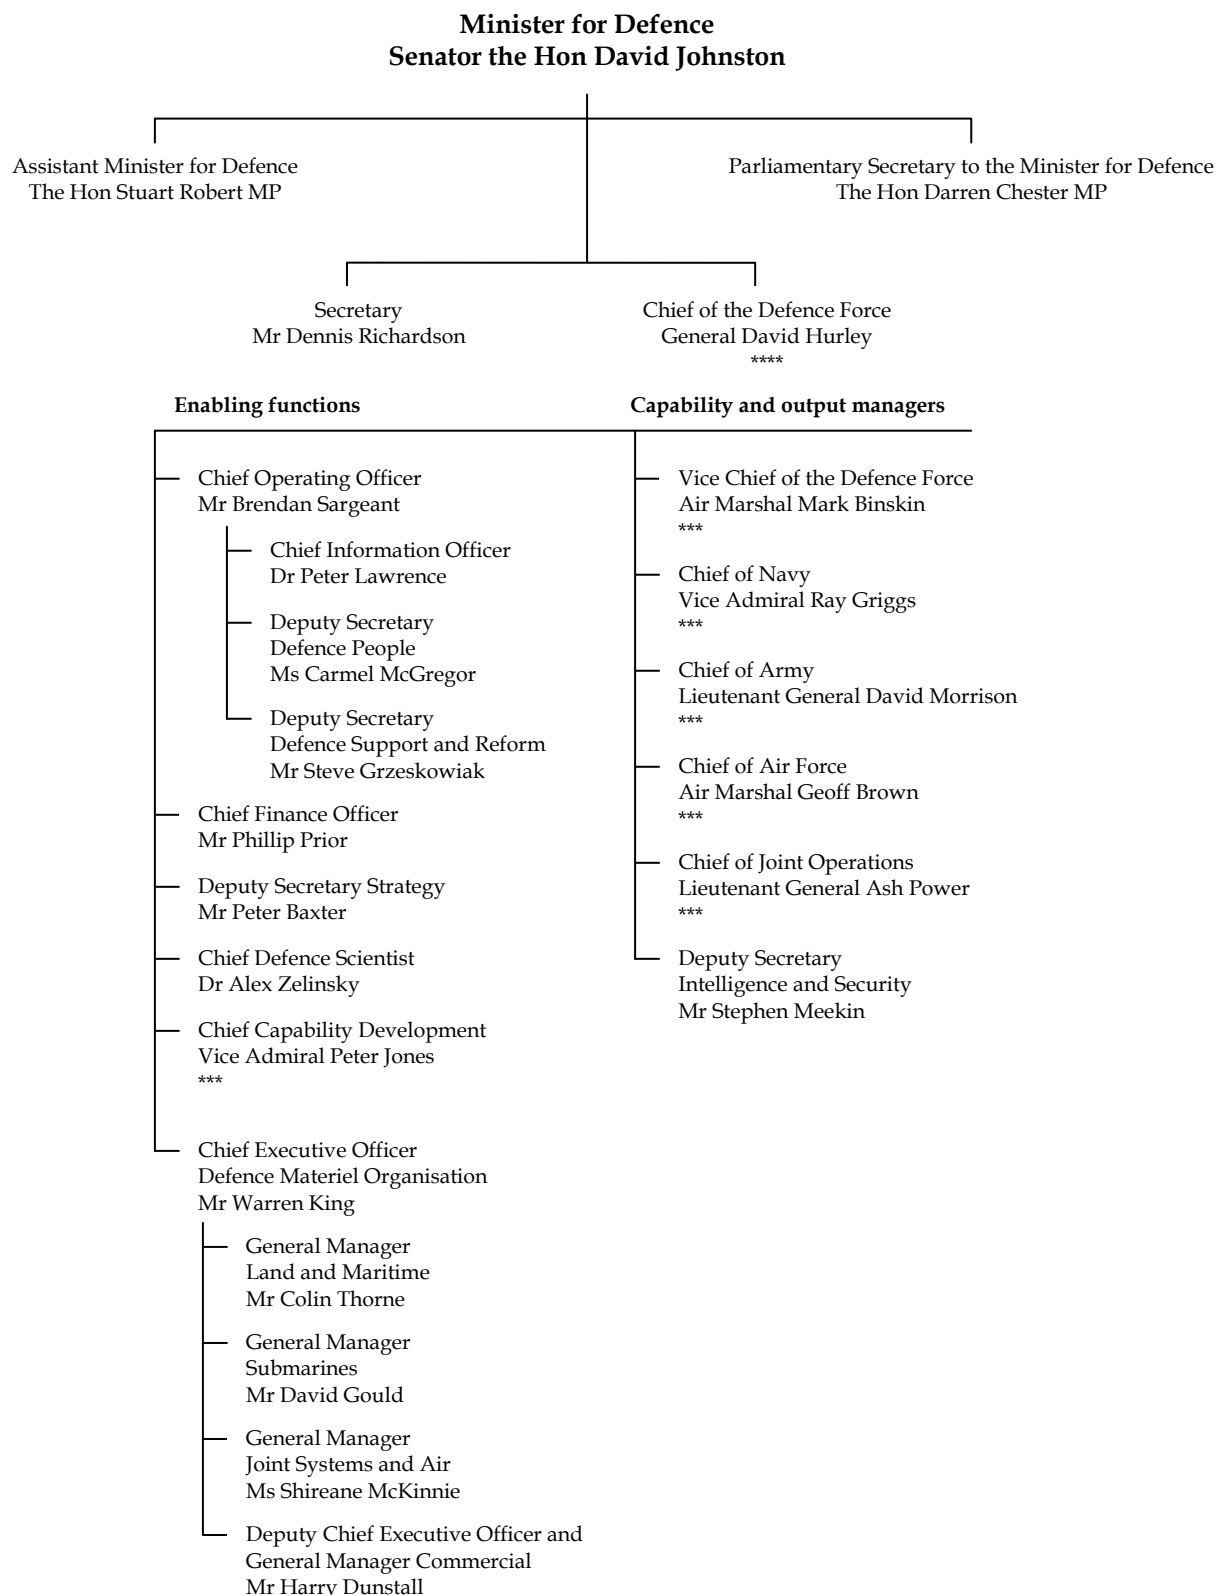 Minister for Defence
Senator the Hon David Johnston
Assistant Minister for Defence
The Hon Stuart Robert MP
Parliamentary Secretary to the Minister for Defence
The Hon Darren Chester MP
Secretary
Mr Dennis Richardson
Chief of the Defence Force
General David Hurley
****
Enabling functions
Chief Operating Officer
Mr Brendan Sargeant
Chief Information Officer
Dr Peter Lawrence
Deputy Secretary
Defence People
Ms Carmel McGregor
Deputy Secretary
Defence Support and Reform
Mr Steve Grzeskowiak
Chief Finance Officer
Mr Phillip Prior
Deputy Secretary Strategy
Mr Peter Baxter
Chief Defence Scientist
Dr Alex Zelinsky
Chief Capability Development
Vice Admiral Peter Jones
***
Chief Executive Officer
Defence Materiel Organisation
Mr Warren King
General Manager
Land and Maritime
Mr Colin Thorne
General Manager
Submarines
Mr David Gould
General Manager
Joint Systems and Air
Ms Shireane McKinnie
Deputy Chief Executive Officer and
General Manager Commercial
Mr Harry Dunstall
Capability and output managers
Vice Chief of the Defence Force
Air Marshal Mark Binskin
***
Chief of Navy
Vice Admiral Ray Griggs
***
Chief of Army
Lieutenant General David Morrison
***
Chief of Air Force
Air Marshal Geoff Brown
***
Chief of Joint Operations
Lieutenant General Ash Power
***
Deputy Secretary
Intelligence and Security
Mr Stephen Meekin